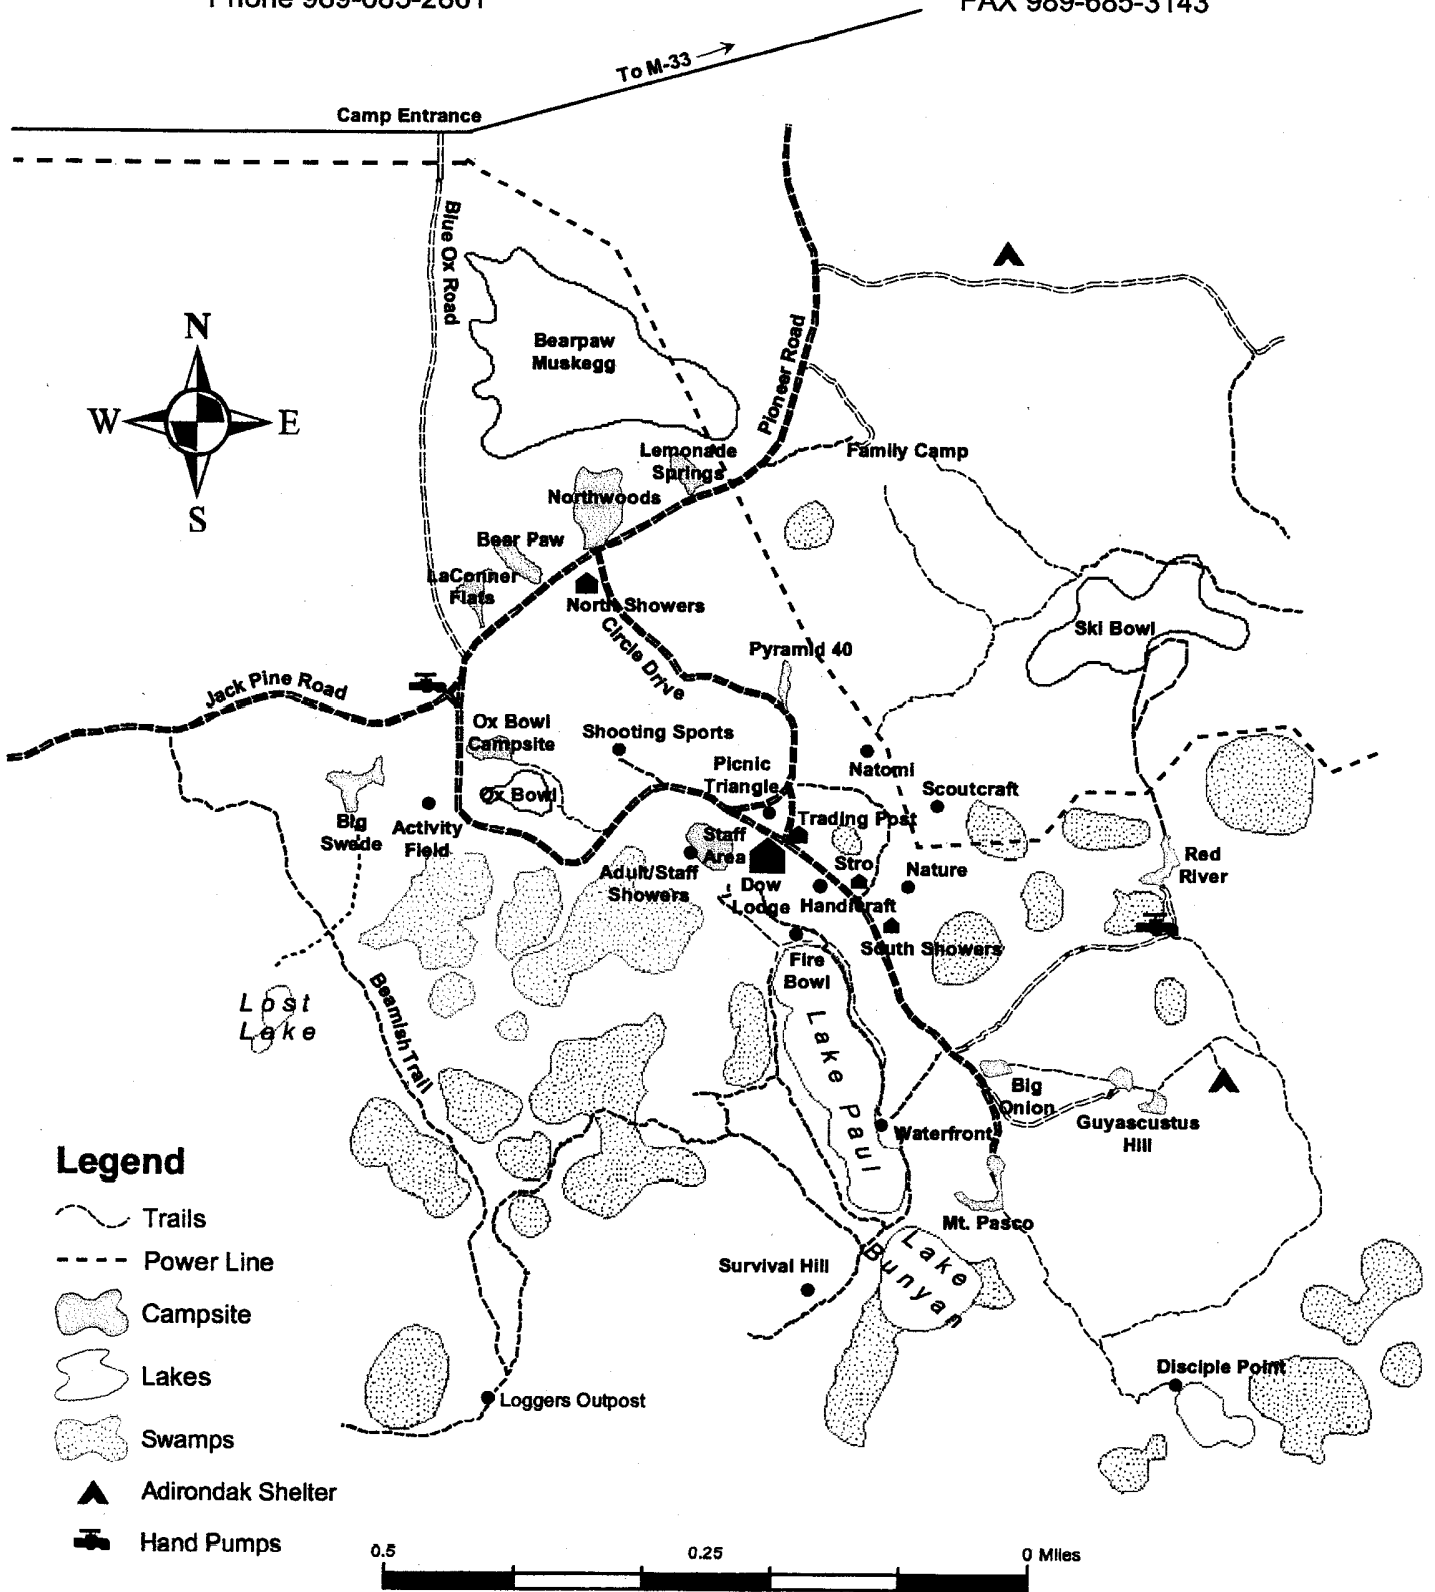 FAX 989-685-3143
To M-33
Camp Entrance
Blue Ox Road
N
W
E
S
Bearpaw
Muskegg
Pioneer Road
Lemonade
Springs
Family Camp
Northwoods
Bear Paw
LaConner
Flats
North Showers
Circle Drive
Ski Bowl
Pyramid 40
Jack Pine Road
Ox Bowl
Campsite
Shooting Sports
Picnic
Triangle
Natomi
Scoutcraft
Ox Bowl
Big
Swede
Activity
Field
Staff
Area
Trading Post
Adult/Staff
Showers
Dow
Lodge
Stro
Nature
Handicraft
Red
River
South Showers
Fire
Bowl
Lost
Lake
Beamish Trail
Lake Paul
Big
Onion
Waterfront
Guyascustus
Hill
Mt. Pasco
Survival Hill
Lake
Bunyan
Disciple Point
Loggers Outpost
Legend
Trails
Power Line
Campsite
Lakes
Swamps
Adirondak Shelter
Hand Pumps
0.5 0.25 0 Miles